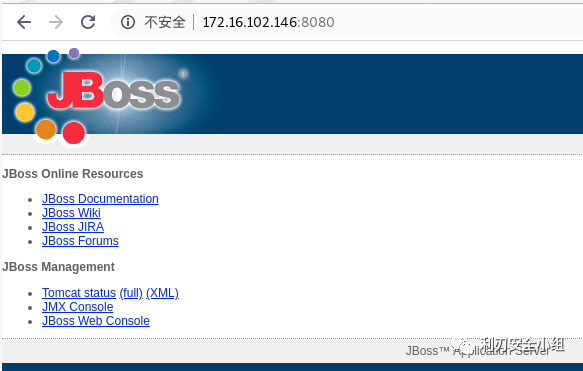 不安全 172.16.102.146:8080
JBoss®
JBoss Online Resources
JBoss Documentation
JBoss Wiki
JBoss JIRA
JBoss Forums
JBoss Management
Tomcat status (full) (XML)
JMX Console
JBoss Web Console
JBoss™ Application Server
利刃安全小组